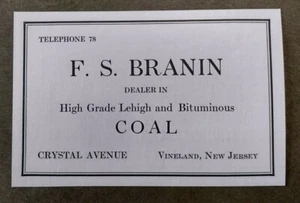 TELEPHONE 78
F. S. BRANIN
DEALER IN
High Grade Lehigh and Bituminous
COAL
CRYSTAL AVENUE VINELAND, NEW JERSEY